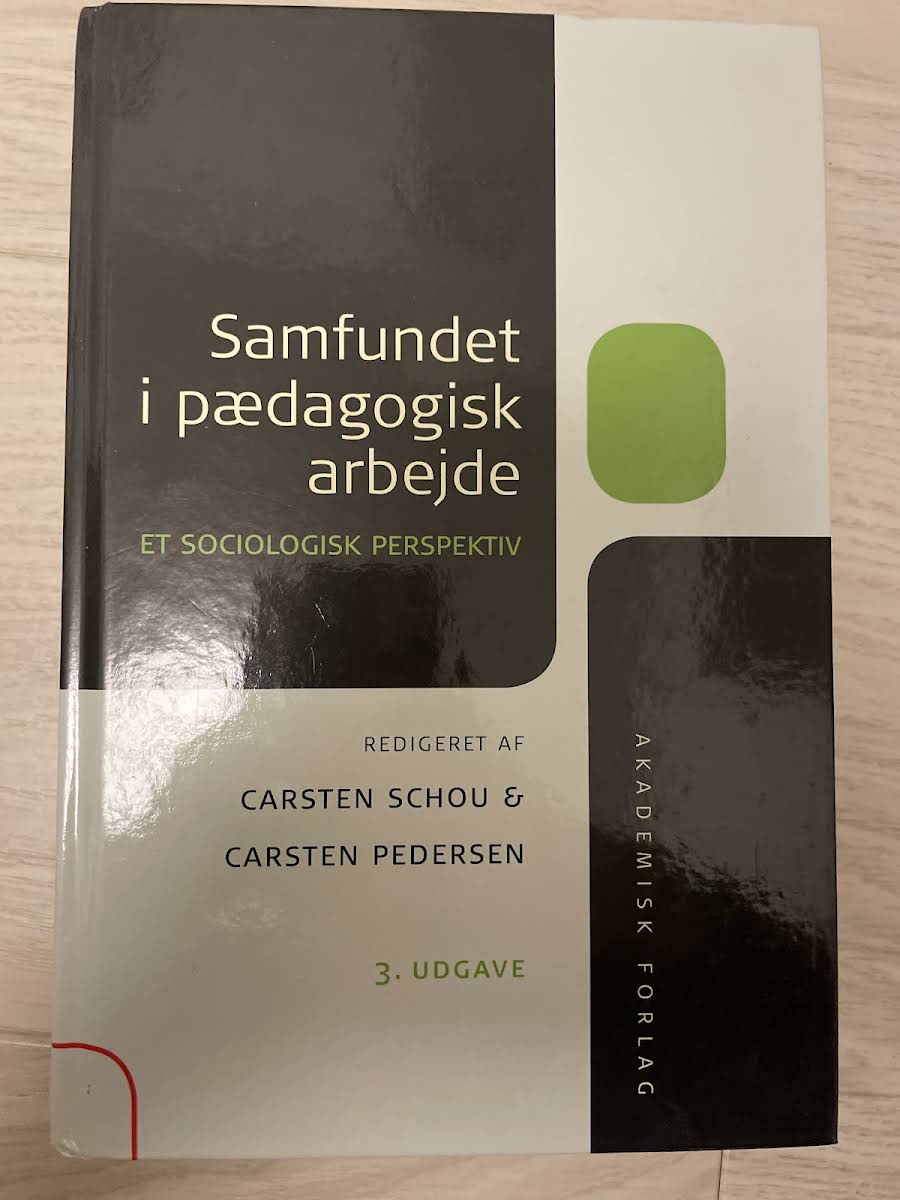 Samfundet
i pædagogisk
arbejde
ET SOCIOLOGISK PERSPEKTIV
REDIGERET AF
CARSTEN SCHOU &
CARSTEN PEDERSEN
3. UDGAVE
AKADEMISK FORLAG